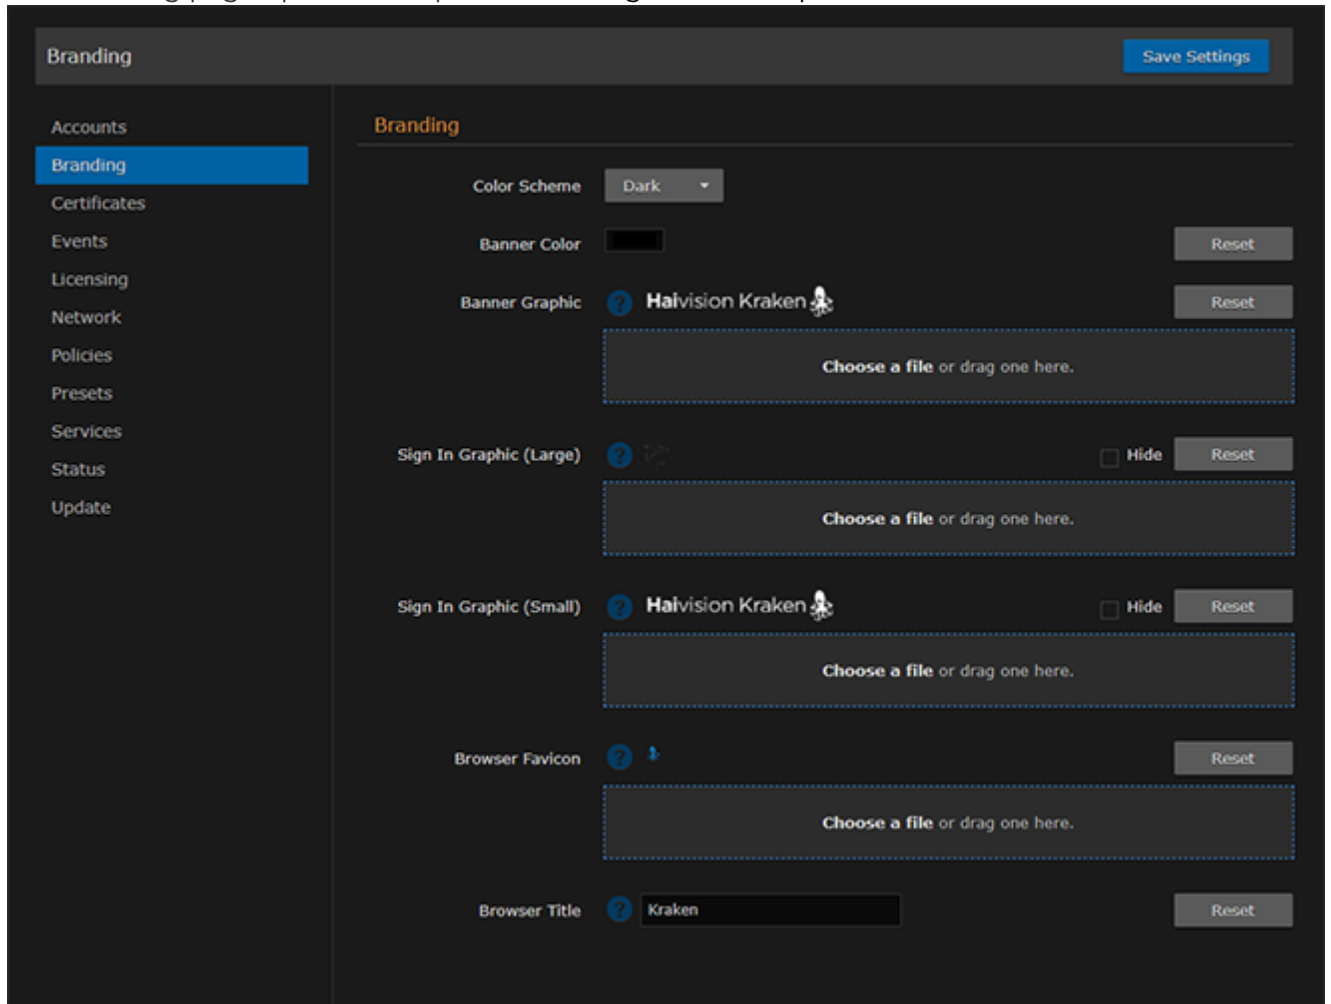 Branding
Save Settings
Accounts
Branding
Certificates
Events
Licensing
Network
Policies
Presets
Services
Status
Update
Branding
Color Scheme Dark
Banner Color Reset
Banner Graphic ? Haivision Kraken Reset
Choose a file or drag one here.
Sign In Graphic (Large) ? Hide Reset
Choose a file or drag one here.
Sign In Graphic (Small) ? Haivision Kraken Hide Reset
Choose a file or drag one here.
Browser Favicon ? Reset
Choose a file or drag one here.
Browser Title ? Kraken Reset